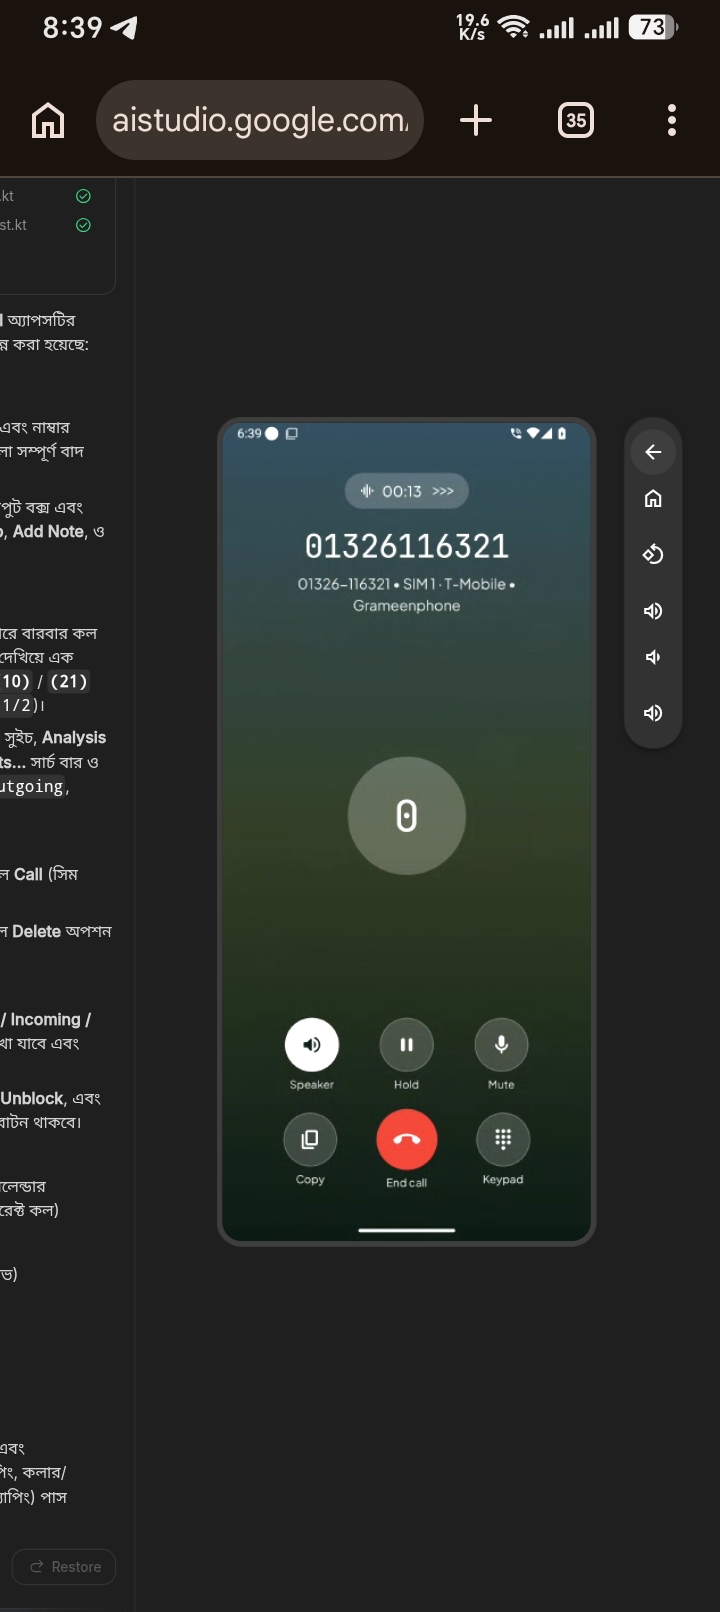 8:39
19.6
K/s
73
aistudio.google.com/
35
.kt
st.kt
অ্যাপসটির
ন্ন করা হয়েছে:
এবং নাম্বার
লো সম্পূর্ণ বাদ
পুট বক্স এবং
Add Note, ও
রে বারবার কল
দেখিয়ে এক
10) / (21)
1/2)।
সুইচ, Analysis
ts... সার্চ বার ও
utgoing,
ল Call (সিম
ল Delete অপশন
/ Incoming /
খা যাবে এবং
Unblock, এবং
বাটন থাকবে।
লেন্ডার
রেক্ট কল)
ভ)
এবং
পিং, কলার/
্যাপিং) পাস
Restore
6:39
00:13 >>>
01326116321
01326-116321 • SIM 1 · T-Mobile •
Grameenphone
0
Speaker
Hold
Mute
Copy
End call
Keypad